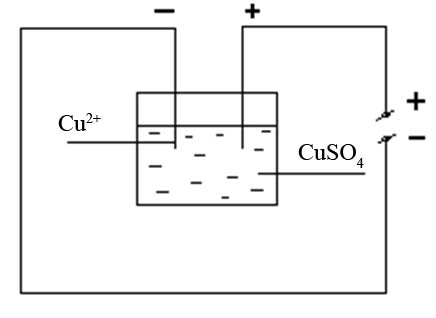 − +
Cu²⁺
+
CuSO₄
−